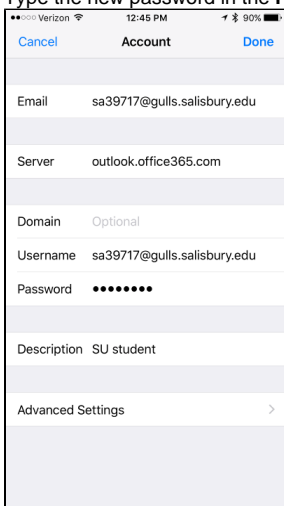 Type the new password in the
Verizon 12:45 PM 90%
Cancel Account Done
Email sa39717@gulls.salisbury.edu
Server outlook.office365.com
Domain Optional
Username sa39717@gulls.salisbury.edu
Password ••••••••
Description SU student
Advanced Settings >